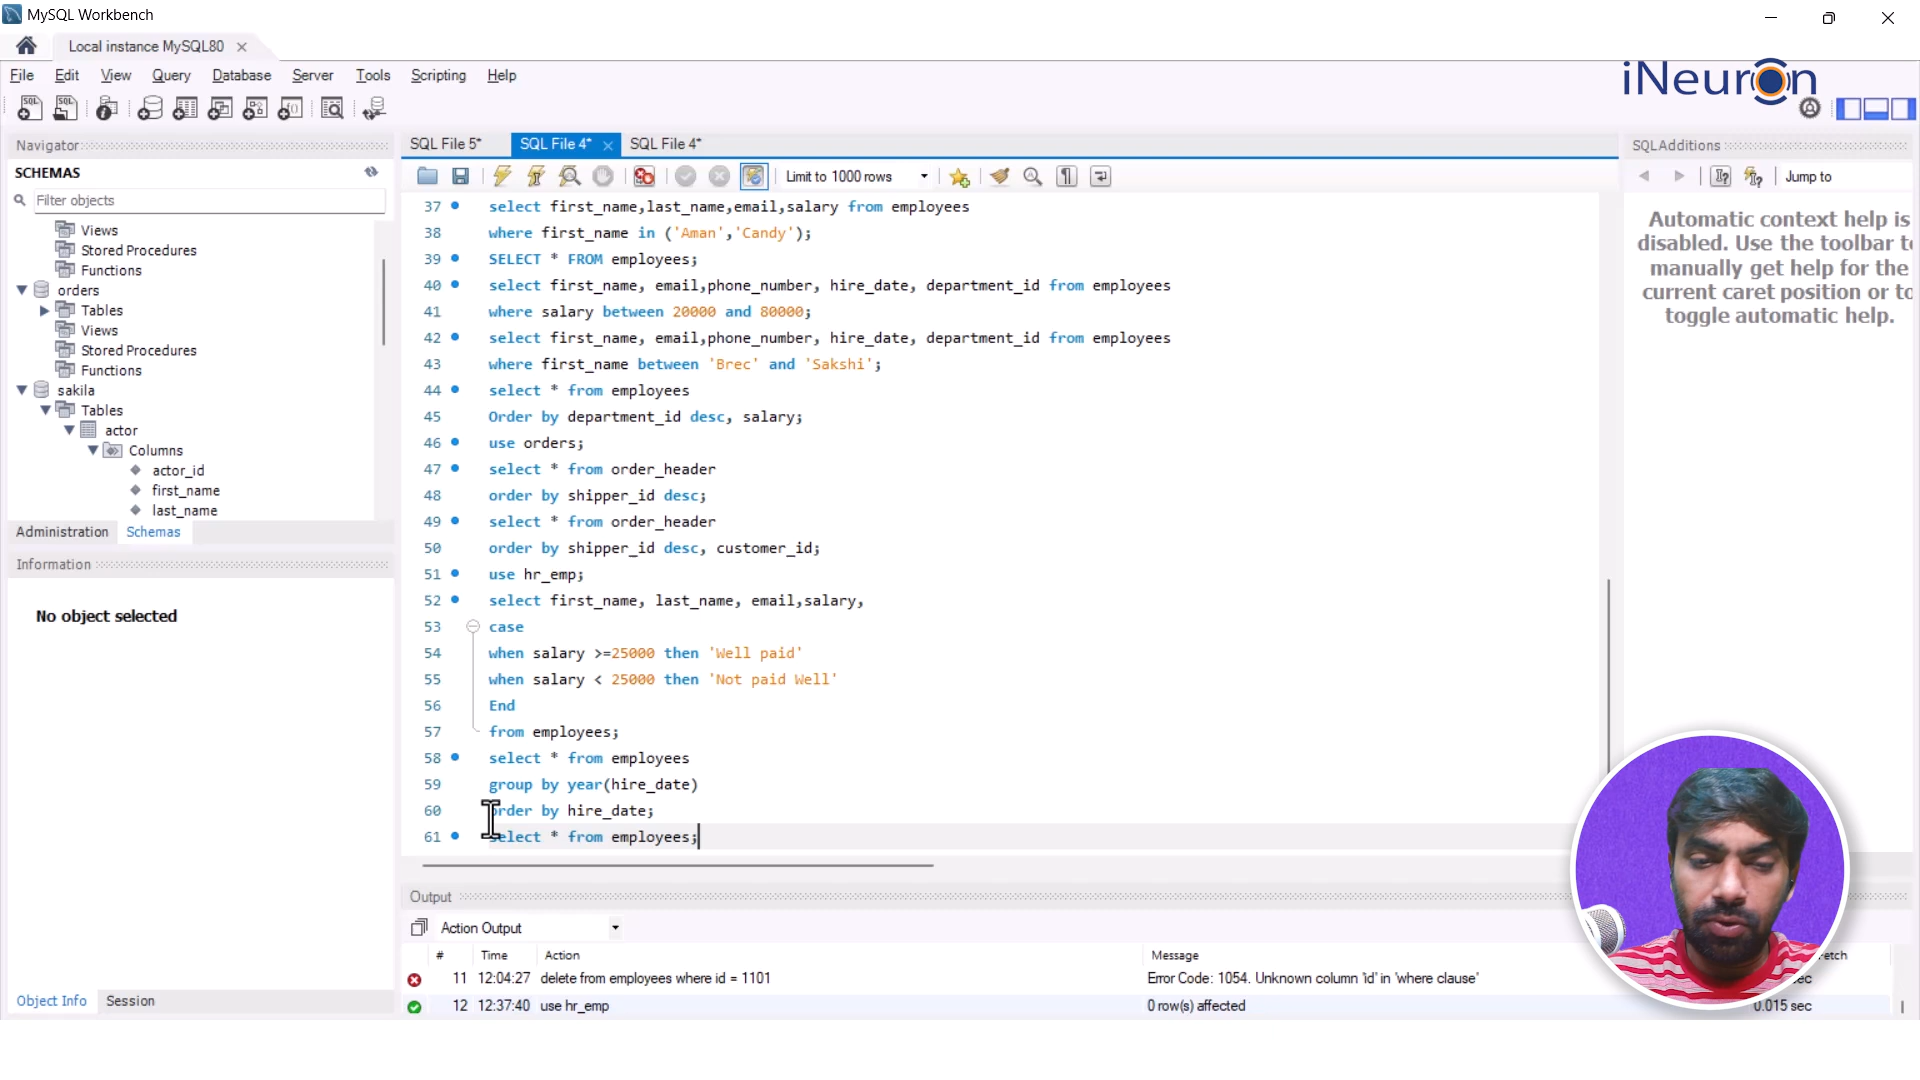 MySQL Workbench
Local instance MySQL80
File Edit View Query Database Server Tools Scripting Help
iNeuron
Navigator
SCHEMAS
Filter objects
Views
Stored Procedures
Functions
orders
Tables
Views
Stored Procedures
Functions
sakila
Tables
actor
Columns
actor_id
first_name
last_name
Administration Schemas
Information
No object selected
Object Info Session
SQL File 5* SQL File 4* SQL File 4*
Limit to 1000 rows
37 select first_name,last_name,email,salary from employees
38 where first_name in ('Aman','Candy');
39 SELECT * FROM employees;
40 select first_name, email,phone_number, hire_date, department_id from employees
41 where salary between 20000 and 80000;
42 select first_name, email,phone_number, hire_date, department_id from employees
43 where first_name between 'Brec' and 'Sakshi';
44 select * from employees
45 Order by department_id desc, salary;
46 use orders;
47 select * from order_header
48 order by shipper_id desc;
49 select * from order_header
50 order by shipper_id desc, customer_id;
51 use hr_emp;
52 select first_name, last_name, email,salary,
53 case
54 when salary >=25000 then 'Well paid'
55 when salary < 25000 then 'Not paid Well'
56 End
57 from employees;
58 select * from employees
59 group by year(hire_date)
60 order by hire_date;
61 select * from employees;
Output
Action Output
# Time Action Message
11 12:04:27 delete from employees where id = 1101 Error Code: 1054. Unknown column 'id' in 'where clause'
12 12:37:40 use hr_emp 0 row(s) affected 0.015 sec
SQLAdditions
Jump to
Automatic context help is
disabled. Use the toolbar to
manually get help for the
current caret position or to
toggle automatic help.